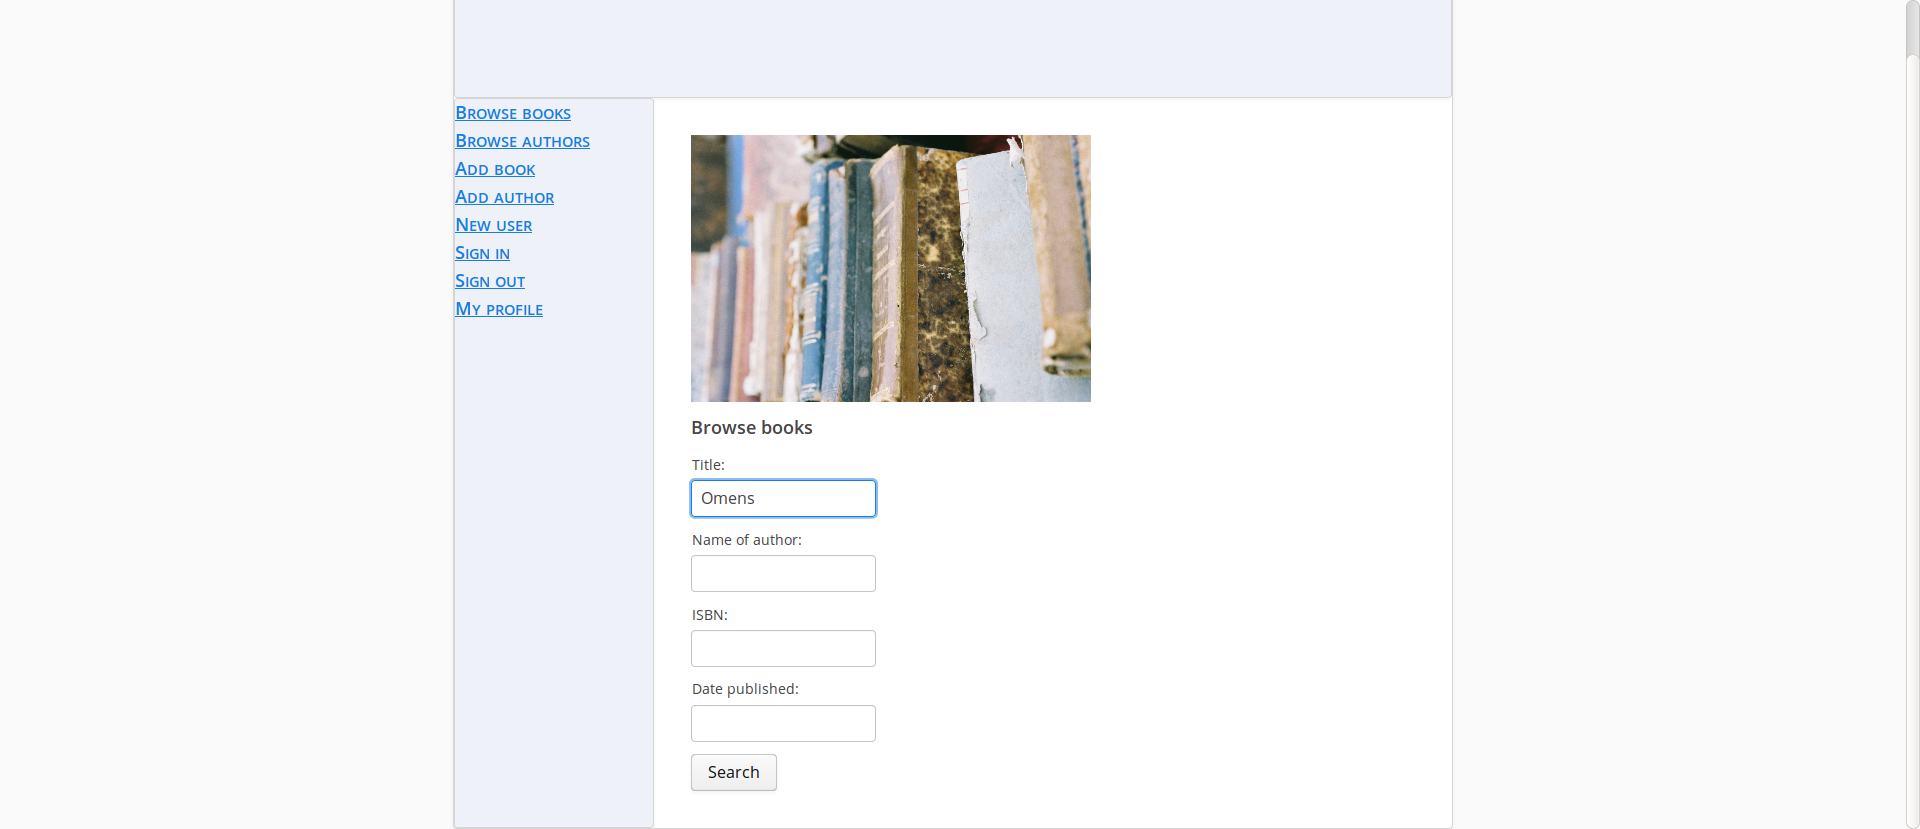 Browse books
Browse authors
Add book
Add author
New user
Sign in
Sign out
My profile
Browse books
Title:
Omens
Name of author:
ISBN:
Date published:
Search